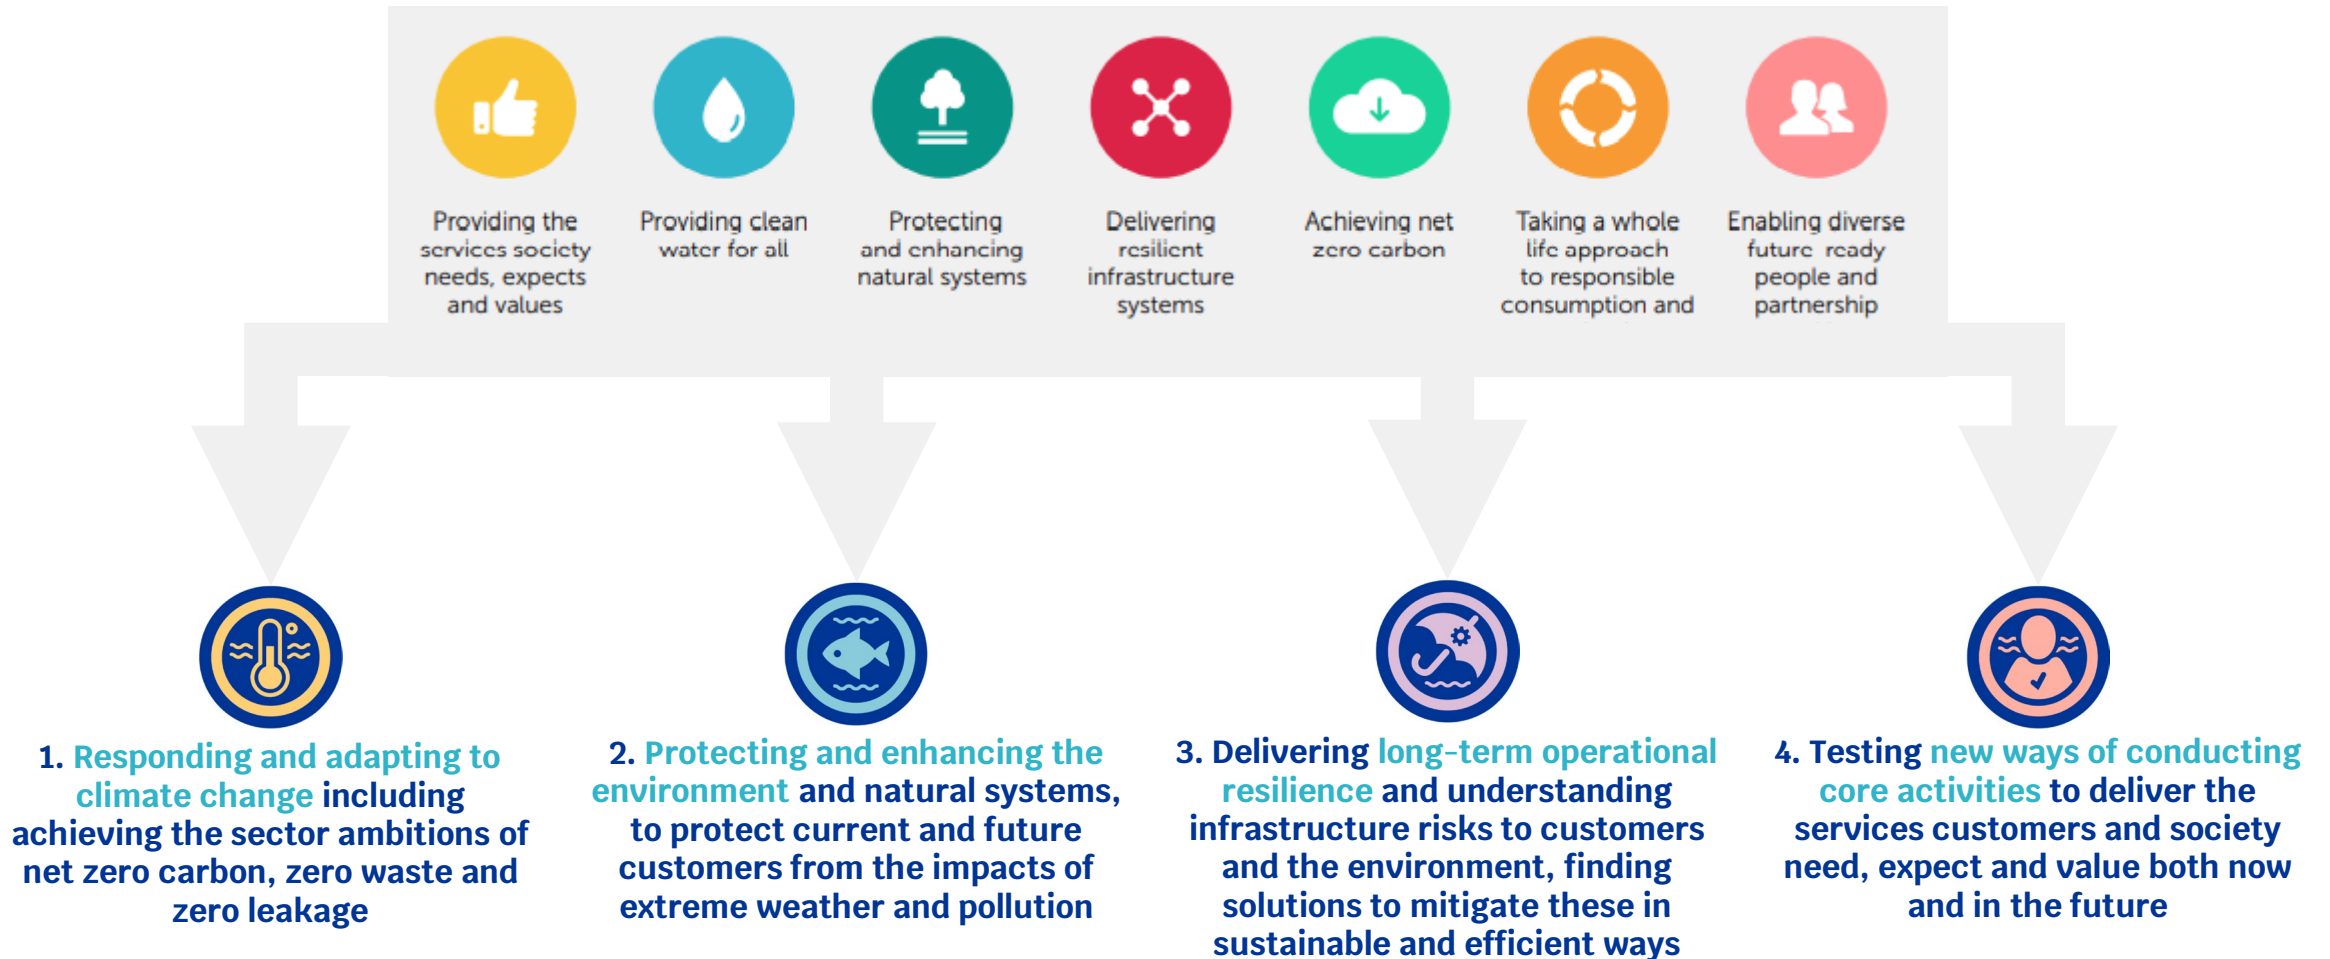 Providing the
services society
needs, expects
and values
Providing clean
water for all
Protecting
and enhancing
natural systems
Delivering
resilient
infrastructure
systems
Achieving net
zero carbon
Taking a whole
life approach
to responsible
consumption and
Enabling diverse
future ready
people and
partnership
1. Responding and adapting to
climate change including
achieving the sector ambitions of
net zero carbon, zero waste and
zero leakage
2. Protecting and enhancing the
environment and natural systems,
to protect current and future
customers from the impacts of
extreme weather and pollution
3. Delivering long-term operational
resilience and understanding
infrastructure risks to customers
and the environment, finding
solutions to mitigate these in
sustainable and efficient ways
4. Testing new ways of conducting
core activities to deliver the
services customers and society
need, expect and value both now
and in the future